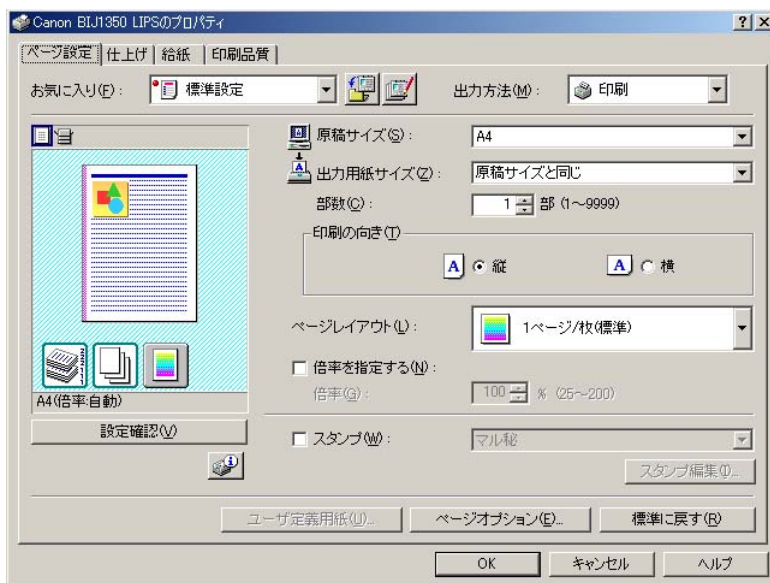 Canon BIJ1350 LIPSのプロパティ
ページ設定 仕上げ 給紙 印刷品質
お気に入り(F): 標準設定 出力方法(M): 印刷
原稿サイズ(S): A4
出力用紙サイズ(Z): 原稿サイズと同じ
部数(C): 1 部 (1~9999)
印刷の向き(T)
A 縦 A 横
ページレイアウト(L): 1ページ/枚(標準)
倍率を指定する(N):
倍率(G): 100 % (25~200)
A4(倍率:自動)
設定確認(V)
スタンプ(W): マル秘
スタンプ編集(I)...
ユーザ定義用紙(U)... ページオプション(E)... 標準に戻す(R)
OK キャンセル ヘルプ